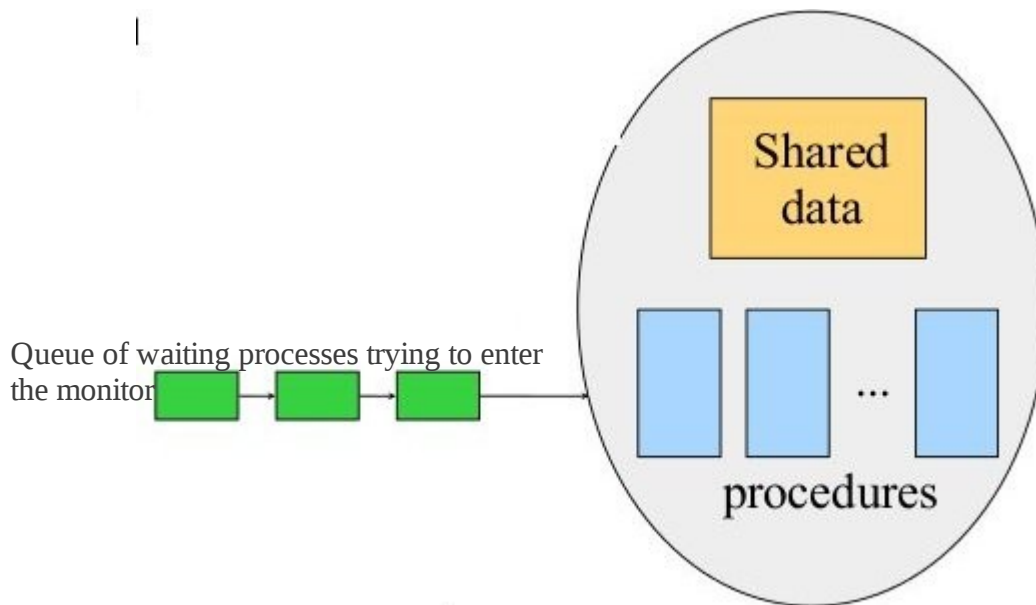 Shared
data
Queue of waiting processes trying to enter
the monitor
...
procedures